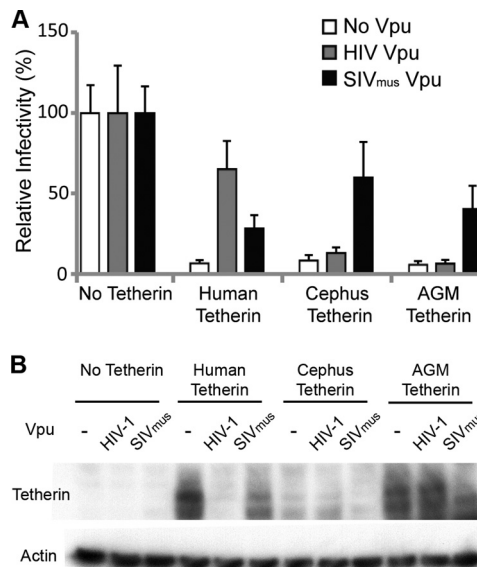 A
150
100
50
0
Relative Infectivity (%)
No Vpu
HIV Vpu
SIVmus Vpu
No Tetherin
Human Tetherin
Cephus Tetherin
AGM Tetherin
B
No Tetherin
Human Tetherin
Cephus Tetherin
AGM Tetherin
Vpu
- HIV-1 SIVmus - HIV-1 SIVmus - HIV-1 SIVmus - HIV-1 SIVmus
Tetherin
Actin